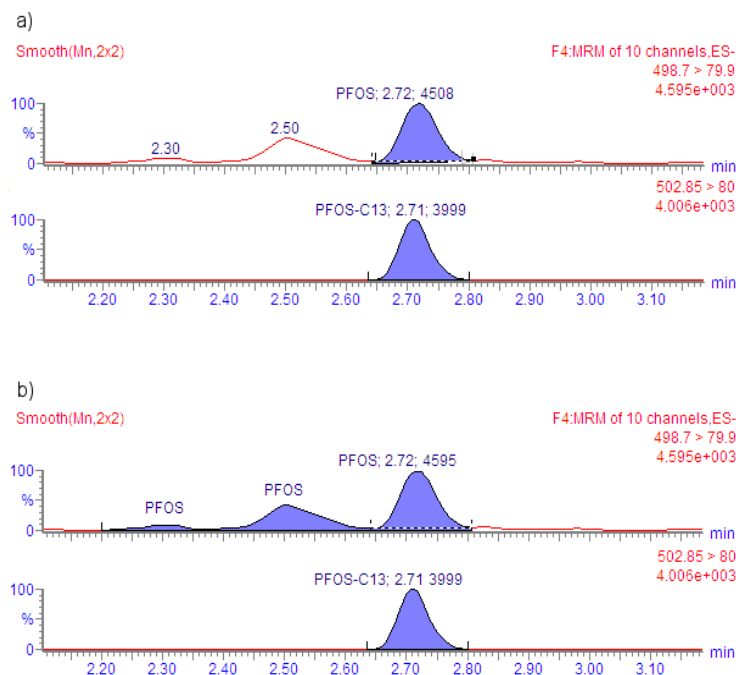 a)
Smooth(Mn,2x2)
F4:MRM of 10 channels,ES-
498.7 > 79.9
4.595e+003
PFOS; 2.72; 4508
100
2.50
2.30
%
0
min
502.85 > 80
4.006e+003
PFOS-C13; 2.71; 3999
100
%
0
min
2.20 2.30 2.40 2.50 2.60 2.70 2.80 2.90 3.00 3.10
b)
Smooth(Mn,2x2)
F4:MRM of 10 channels,ES-
498.7 > 79.9
4.595e+003
PFOS; 2.72; 4595
100
PFOS
PFOS
%
0
min
502.85 > 80
4.006e+003
PFOS-C13; 2.71 3999
100
%
0
min
2.20 2.30 2.40 2.50 2.60 2.70 2.80 2.90 3.00 3.10